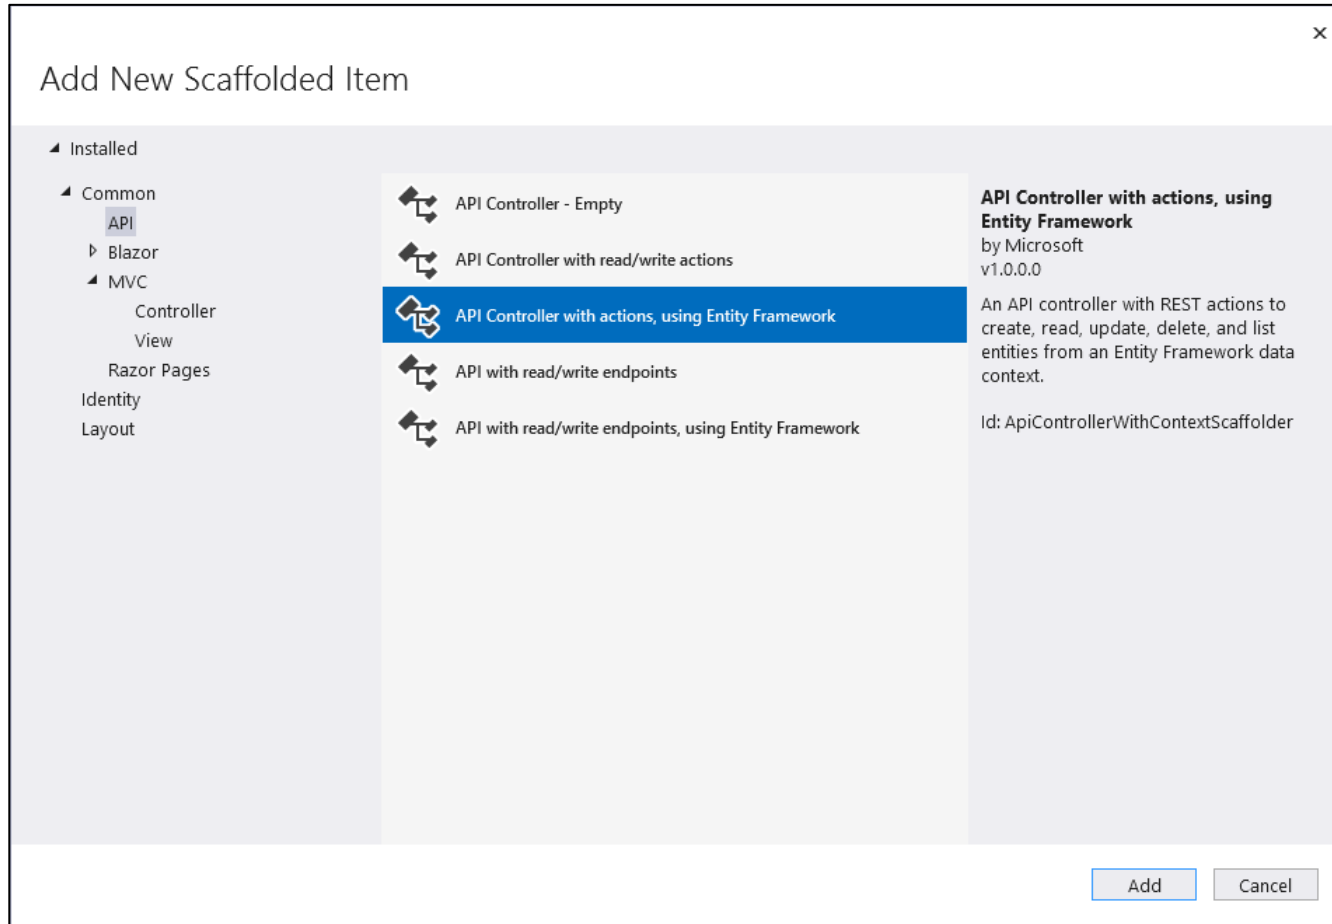 Add New Scaffolded Item
Installed
Common
API
Blazor
MVC
Controller
View
Razor Pages
Identity
Layout
API Controller - Empty
API Controller with read/write actions
API Controller with actions, using Entity Framework
API with read/write endpoints
API with read/write endpoints, using Entity Framework
API Controller with actions, using
Entity Framework
by Microsoft
v1.0.0.0
An API controller with REST actions to
create, read, update, delete, and list
entities from an Entity Framework data
context.
Id: ApiControllerWithContextScaffolder
Add
Cancel